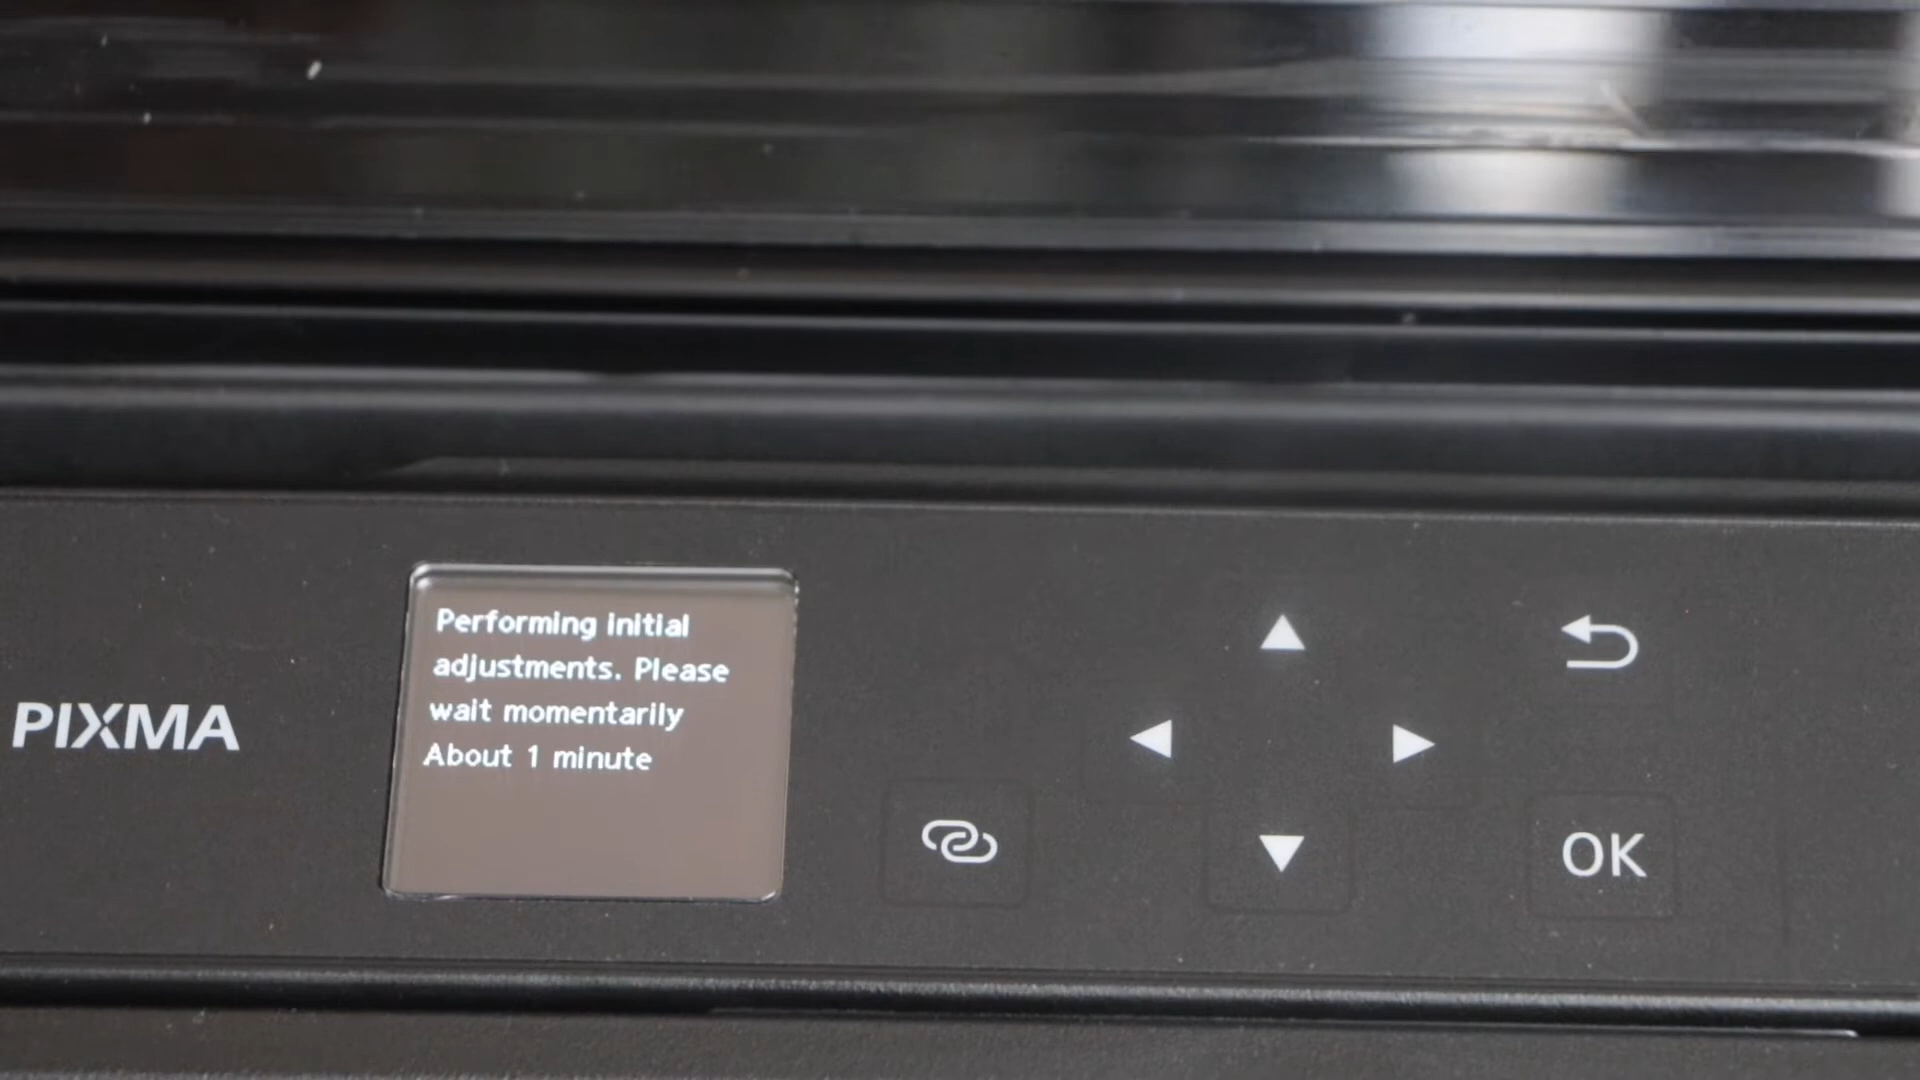 PIXMA
Performing initial
adjustments. Please
wait momentarily
About 1 minute
OK